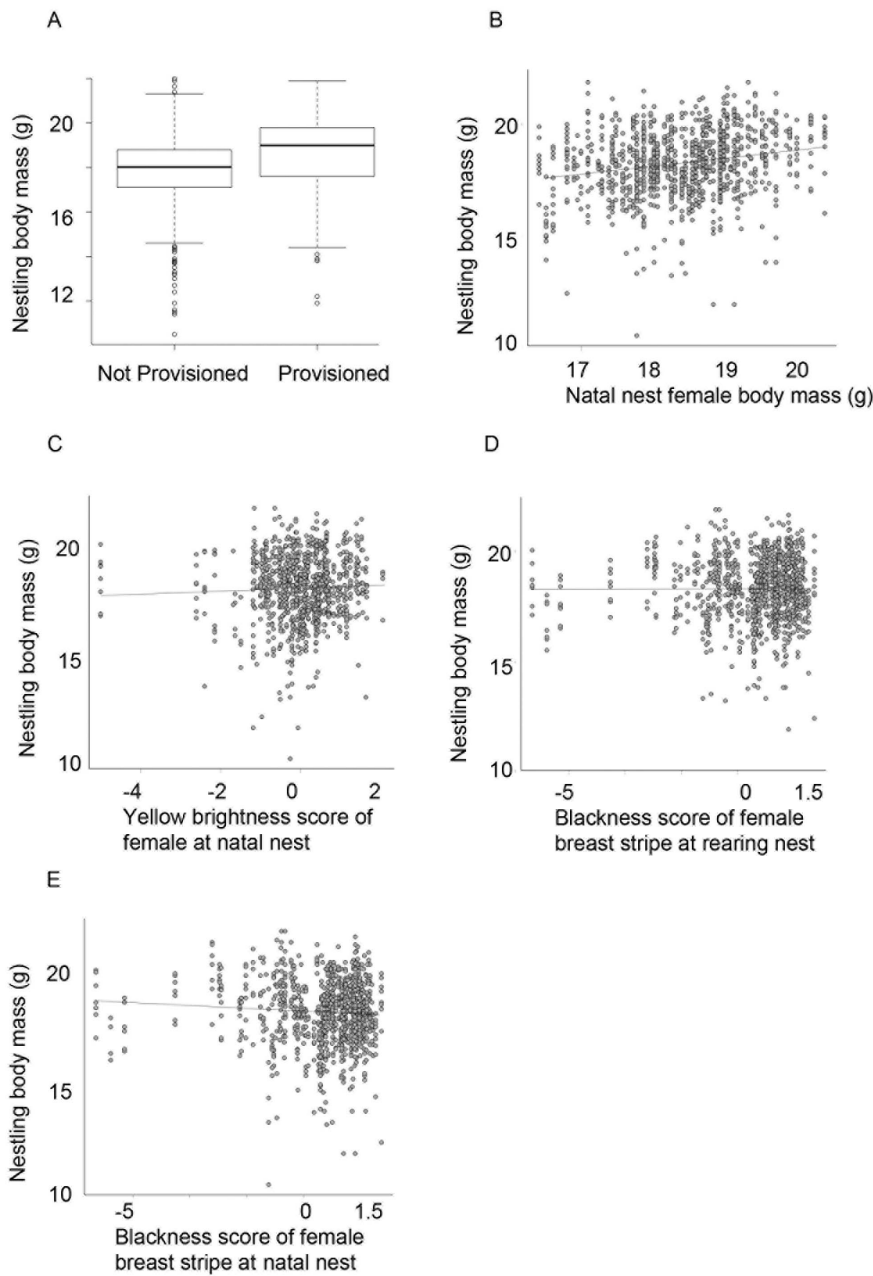 A
Nestling body mass (g)
20
16
12
Not Provisioned
Provisioned
B
Nestling body mass (g)
20
15
10
17 18 19 20
Natal nest female body mass (g)
C
Nestling body mass (g)
20
15
10
-4 -2 0 2
Yellow brightness score of
female at natal nest
D
Nestling body mass (g)
20
15
10
-5 0 1.5
Blackness score of female
breast stripe at rearing nest
E
Nestling body mass (g)
20
15
10
-5 0 1.5
Blackness score of female
breast stripe at natal nest